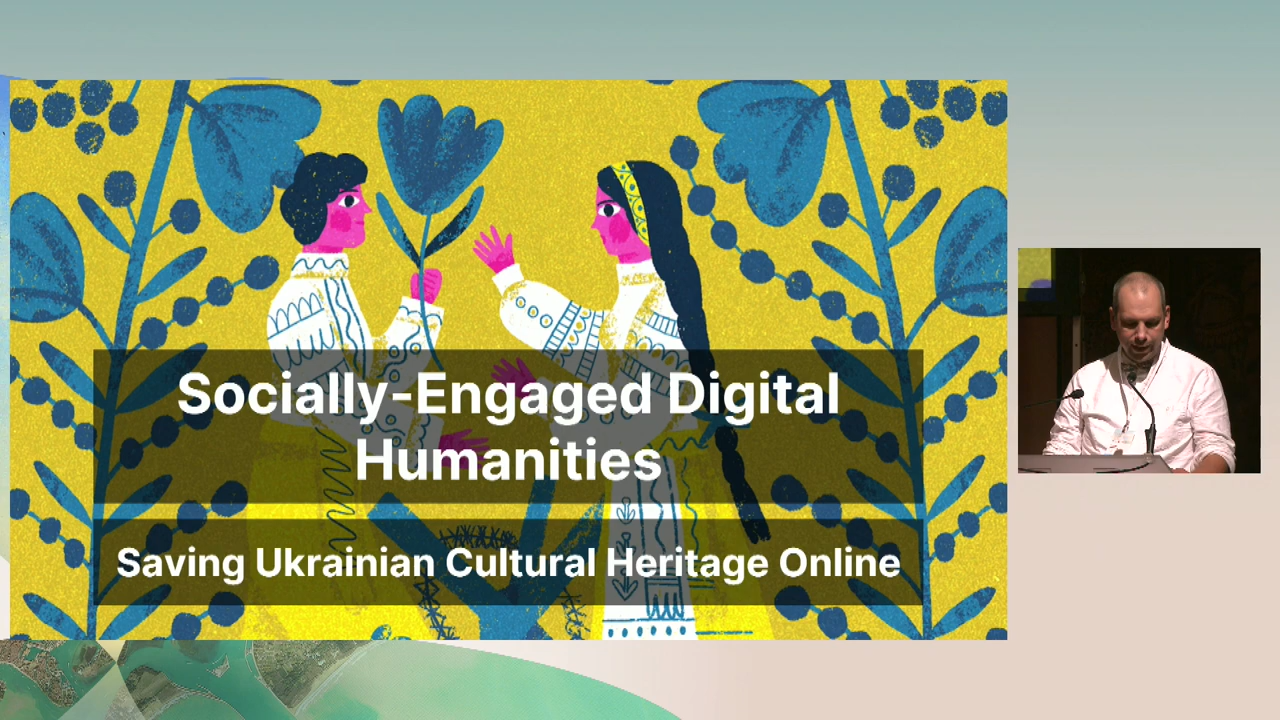 Socially-Engaged Digital
Humanities
Saving Ukrainian Cultural Heritage Online